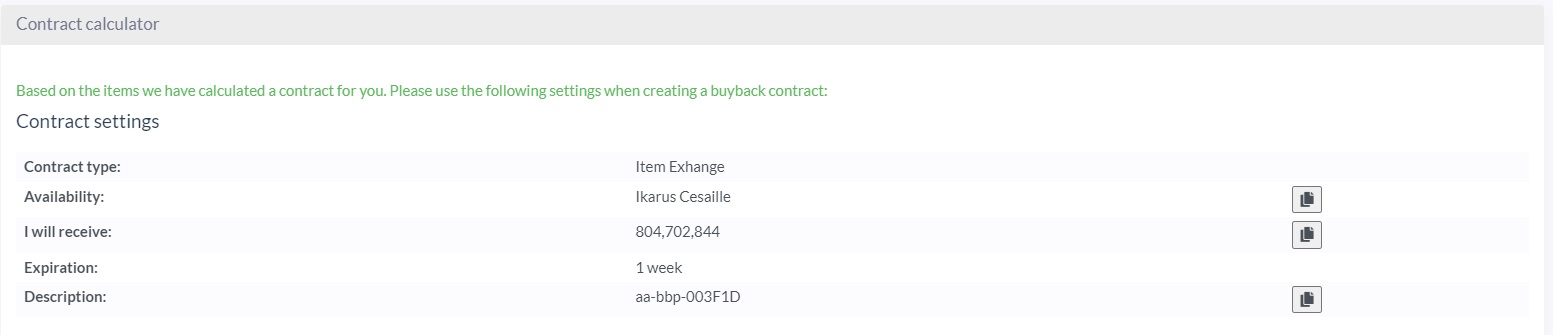 Contract calculator
Based on the items we have calculated a contract for you. Please use the following settings when creating a buyback contract:
Contract settings
Contract type: Item Exhange
Availability: Ikarus Cesaille
I will receive: 804,702,844
Expiration: 1 week
Description: aa-bbp-003F1D